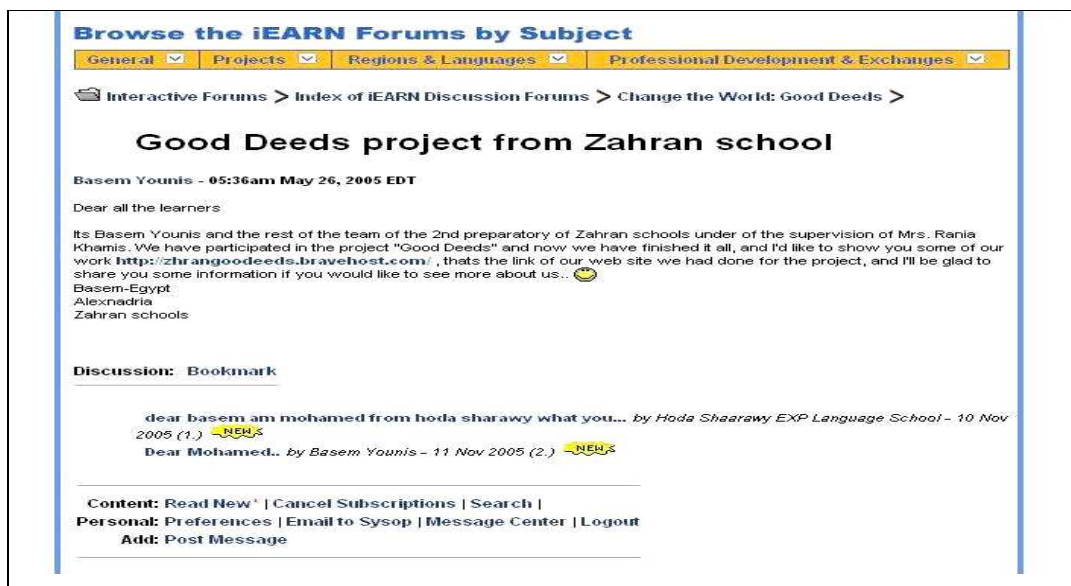 Browse the iEARN Forums by Subject
General Projects Regions & Languages Professional Development & Exchanges
Interactive Forums > Index of iEARN Discussion Forums > Change the World: Good Deeds >
Good Deeds project from Zahran school
Basem Younis - 05:36am May 26, 2005 EDT
Dear all the learners
Its Basem Younis and the rest of the team of the 2nd preparatory of Zahran schools under of the supervision of Mrs. Rania
Khamis. We have participated in the project "Good Deeds" and now we have finished it all, and I'd like to show you some of our
work http://zhrangoodeeds.bravehost.com/ , thats the link of our web site we had done for the project, and I'll be glad to
share you some information if you would like to see more about us..
Basem-Egypt
Alexnadria
Zahran schools
Discussion: Bookmark
dear basem am mohamed from hoda sharawy what you... by Hoda Shaarawy EXP Language School - 10 Nov
2005 (1.) NEW
Dear Mohamed.. by Basem Younis - 11 Nov 2005 (2.) NEW
Content: Read New* | Cancel Subscriptions | Search |
Personal: Preferences | Email to Sysop | Message Center | Logout
Add: Post Message